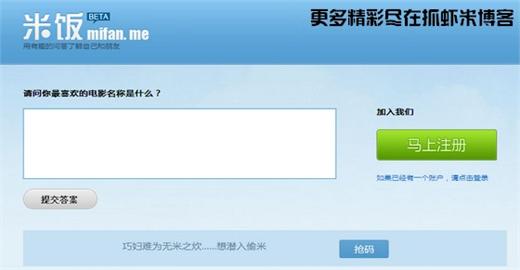 更多精彩尽在抓虾米博客
米饭 BETA
mifan.me
用有趣的问答了解自己和朋友
请问你最喜欢的电影名称是什么？
加入我们
马上注册
如果已经有一个账户，请点击登录
提交答案
巧妇难为无米之炊......想潜入偷米
抢码